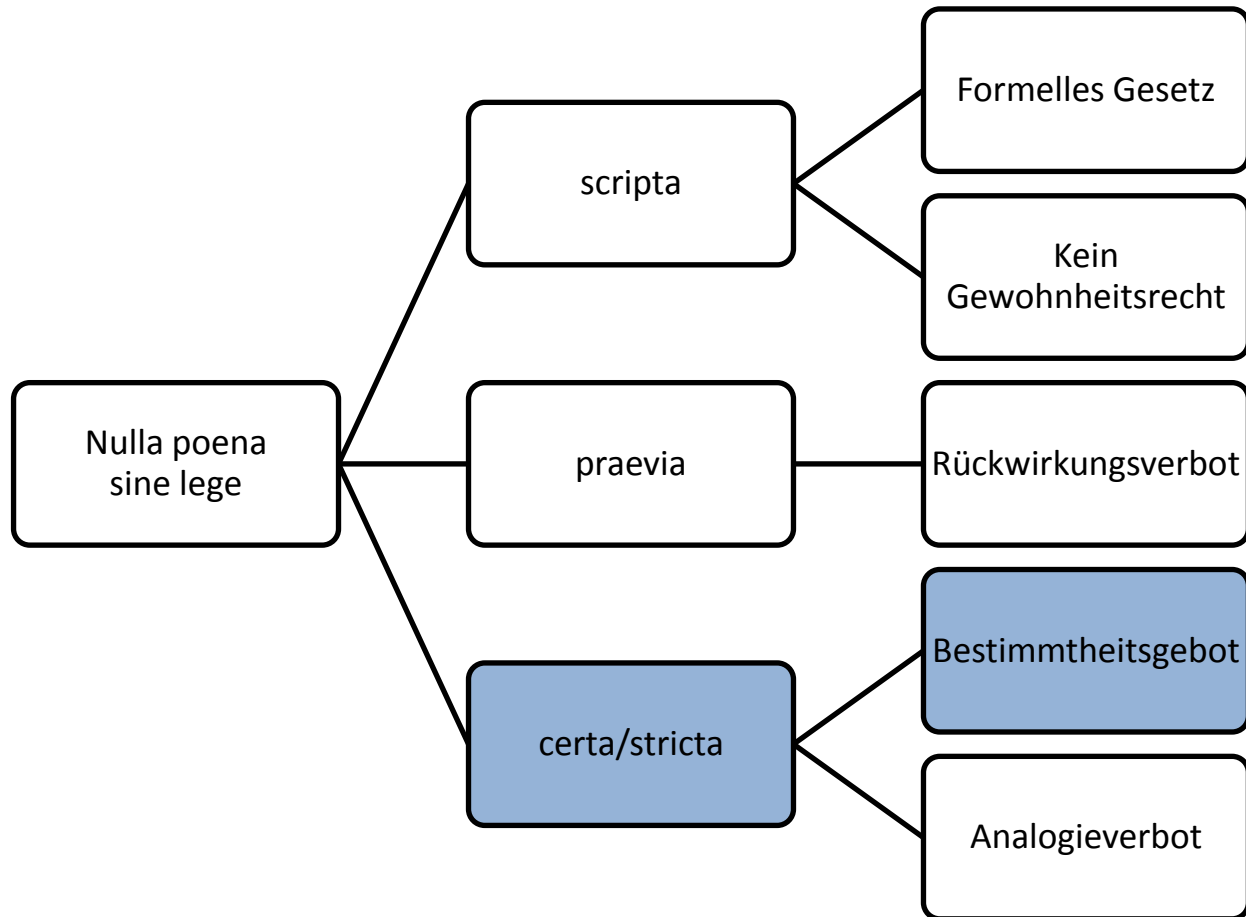 Formelles Gesetz
scripta
Kein
Gewohnheitsrecht
Nulla poena
sine lege
praevia
Rückwirkungsverbot
Bestimmtheitsgebot
certa/stricta
Analogieverbot